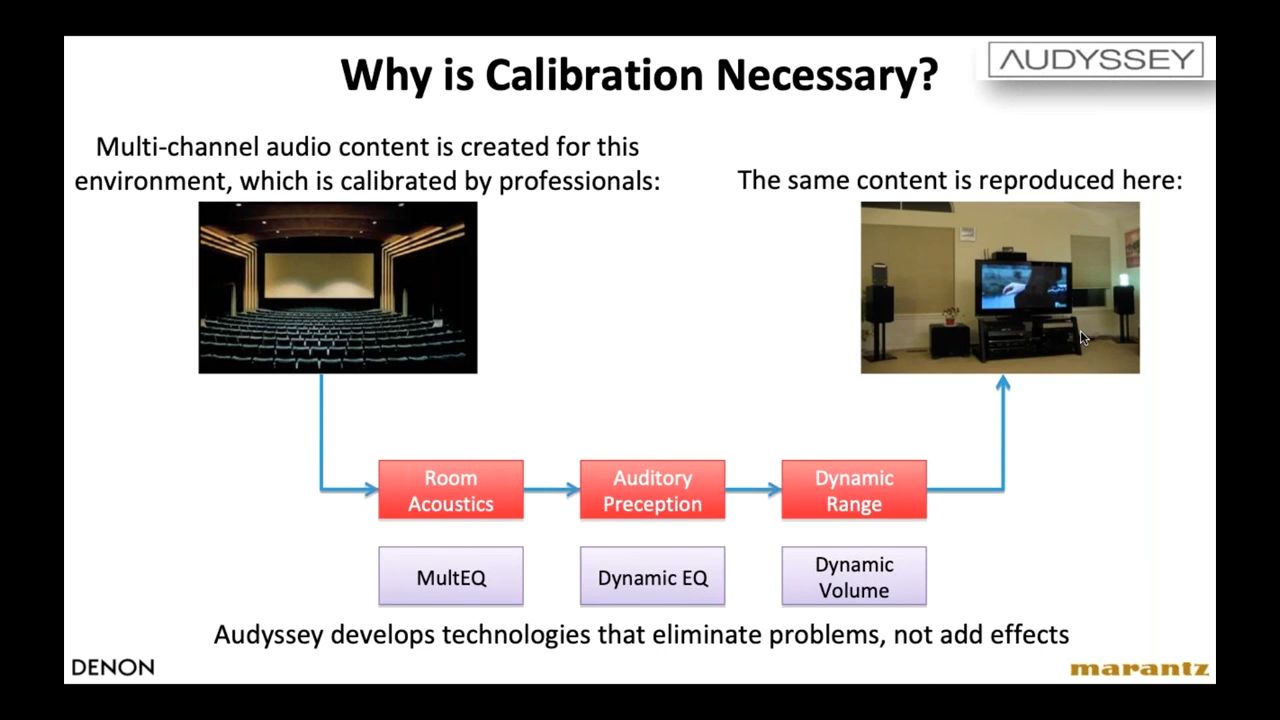 Why is Calibration Necessary?
AUDYSSEY
Multi-channel audio content is created for this
environment, which is calibrated by professionals:
The same content is reproduced here:
Room
Acoustics
Auditory
Preception
Dynamic
Range
MultEQ
Dynamic EQ
Dynamic
Volume
Audyssey develops technologies that eliminate problems, not add effects
DENON
marantz